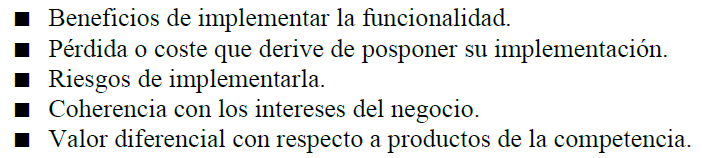 ■ Beneficios de implementar la funcionalidad.
■ Pérdida o coste que derive de posponer su implementación.
■ Riesgos de implementarla.
■ Coherencia con los intereses del negocio.
■ Valor diferencial con respecto a productos de la competencia.